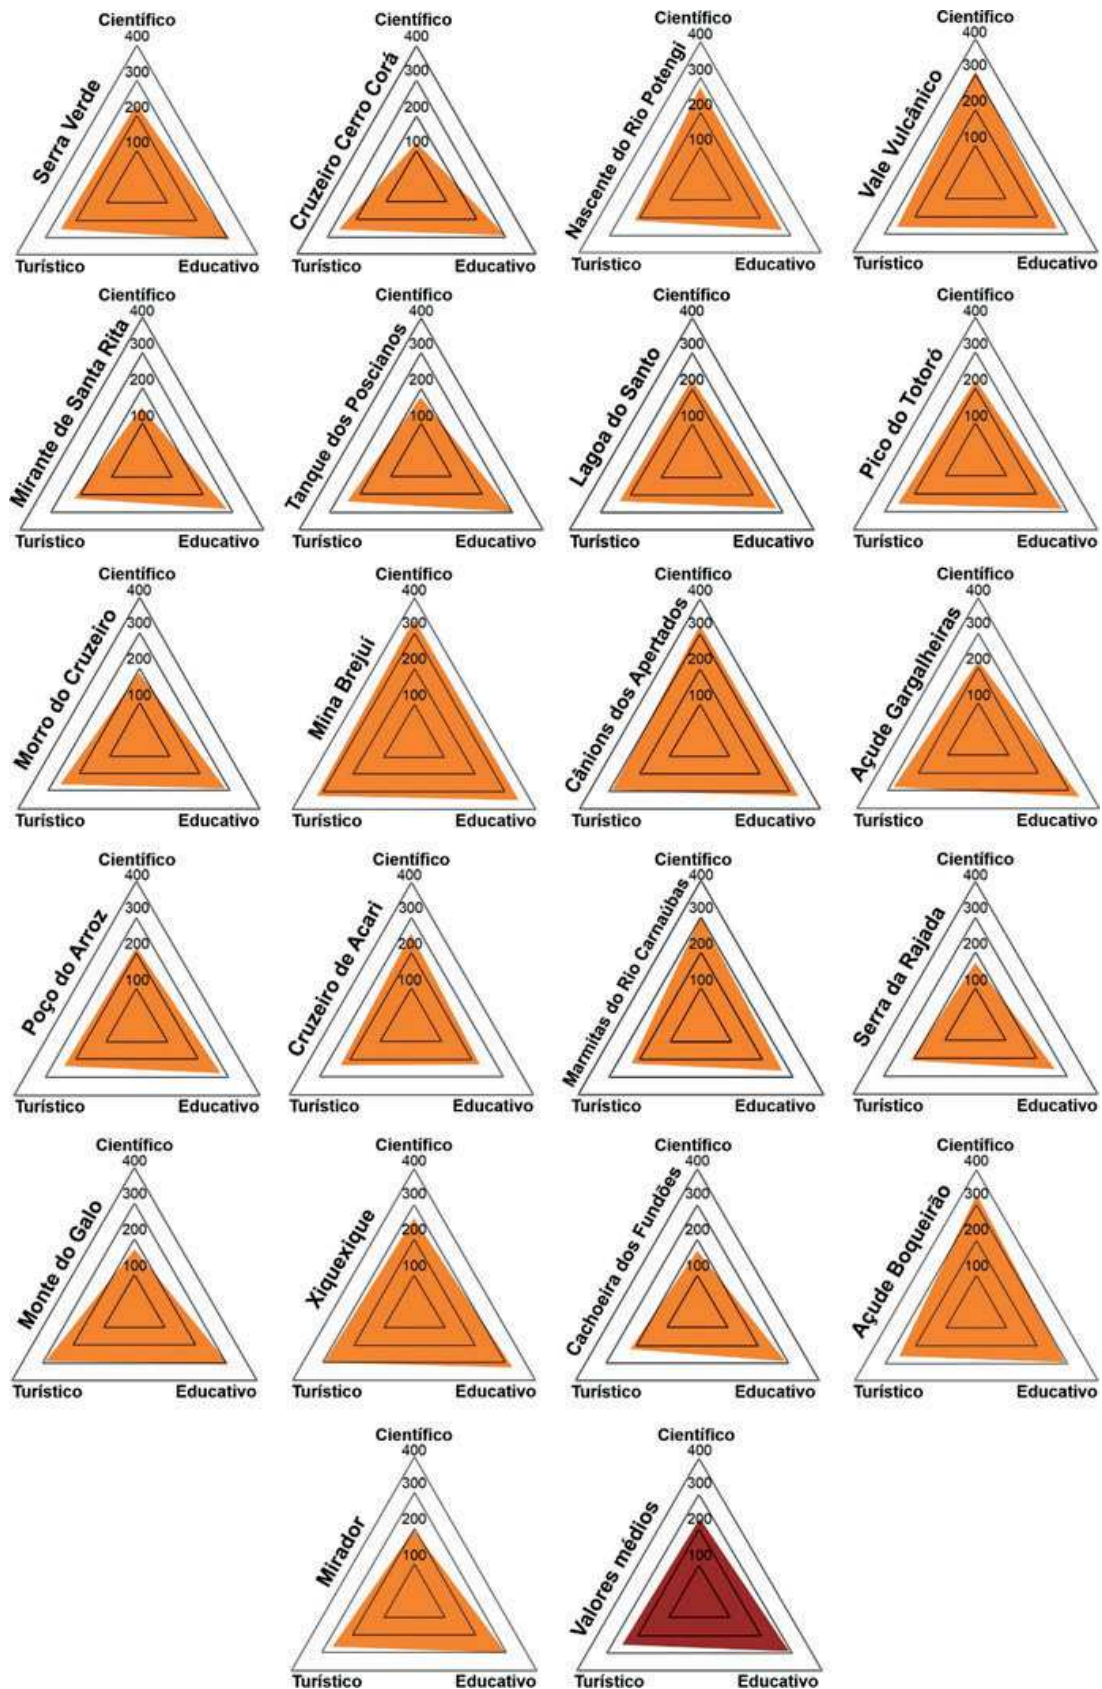 Científico
400
300
200
100
Serra Verde
Turístico
Educativo
Científico
400
300
200
100
Cruzeiro Cerro Corá
Turístico
Educativo
Científico
400
300
200
100
Nascente do Rio Potengi
Turístico
Educativo
Científico
400
300
200
100
Vale Vulcânico
Turístico
Educativo
Científico
400
300
200
100
Mirante de Santa Rita
Turístico
Educativo
Científico
400
300
200
100
Tanque dos Poscianos
Turístico
Educativo
Científico
400
300
200
100
Lagoa do Santo
Turístico
Educativo
Científico
400
300
200
100
Pico do Totoró
Turístico
Educativo
Científico
400
300
200
100
Morro do Cruzeiro
Turístico
Educativo
Científico
400
300
200
100
Mina Brejuí
Turístico
Educativo
Científico
400
300
200
100
Cânions dos Apertados
Turístico
Educativo
Científico
400
300
200
100
Açude Gargalheiras
Turístico
Educativo
Científico
400
300
200
100
Poço do Arroz
Turístico
Educativo
Científico
400
300
200
100
Cruzeiro de Acari
Turístico
Educativo
Científico
400
300
200
100
Marmitas do Rio Carnaúbas
Turístico
Educativo
Científico
400
300
200
100
Serra da Rajada
Turístico
Educativo
Científico
400
300
200
100
Monte do Galo
Turístico
Educativo
Científico
400
300
200
100
Xiquexique
Turístico
Educativo
Científico
400
300
200
100
Cachoeira dos Fundões
Turístico
Educativo
Científico
400
300
200
100
Açude Boqueirão
Turístico
Educativo
Científico
400
300
200
100
Mirador
Turístico
Educativo
Científico
400
300
200
100
Valores médios
Turístico
Educativo